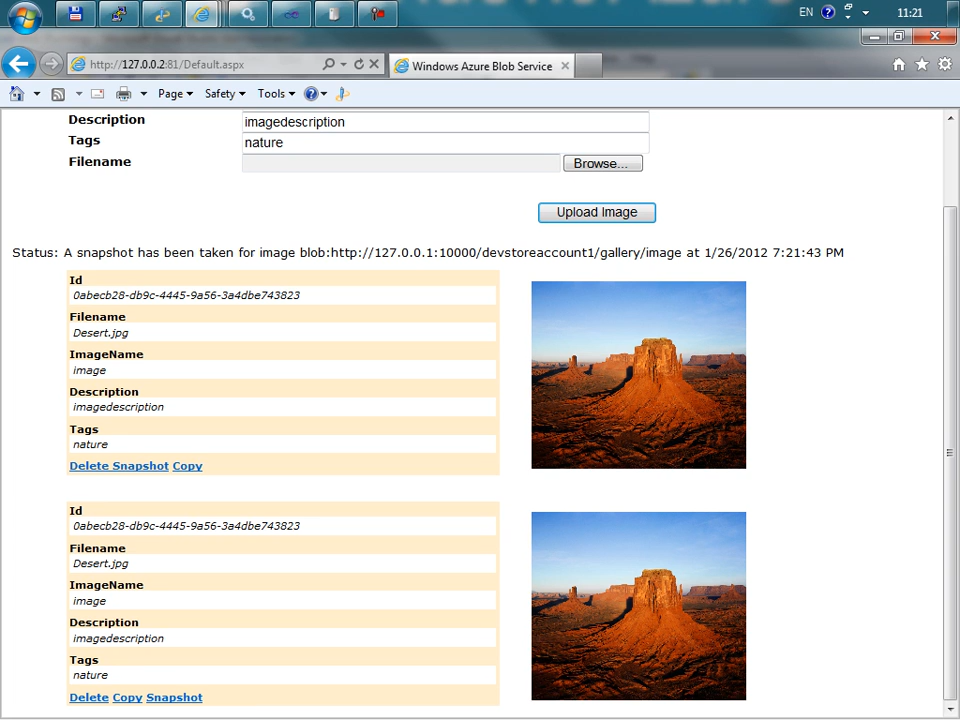 EN 11:21
http://127.0.0.2:81/Default.aspx
Windows Azure Blob Service
Page Safety Tools
Description imagedescription
Tags nature
Filename Browse...
Upload Image
Status: A snapshot has been taken for image blob:http://127.0.0.1:10000/devstoreaccount1/gallery/image at 1/26/2012 7:21:43 PM
Id
0abecb28-db9c-4445-9a56-3a4dbe743823
Filename
Desert.jpg
ImageName
image
Description
imagedescription
Tags
nature
Delete Snapshot Copy
Id
0abecb28-db9c-4445-9a56-3a4dbe743823
Filename
Desert.jpg
ImageName
image
Description
imagedescription
Tags
nature
Delete Copy Snapshot